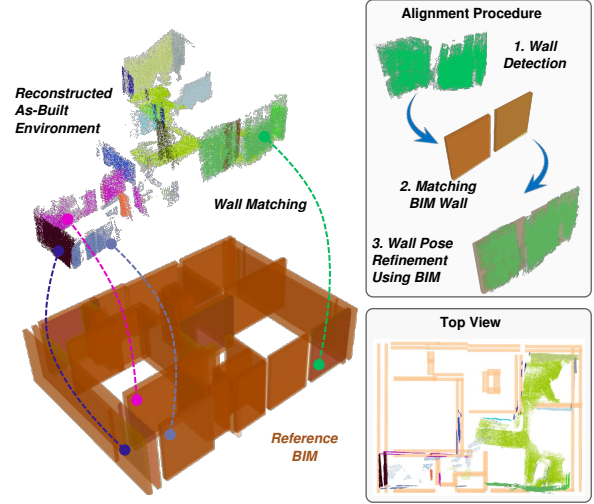 Reconstructed
As-Built
Environment
Wall Matching
Reference
BIM
Alignment Procedure
1. Wall
Detection
2. Matching
BIM Wall
3. Wall Pose
Refinement
Using BIM
Top View